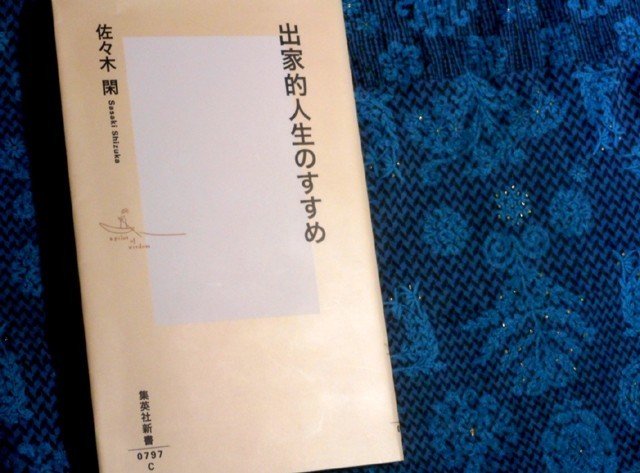 出家的人生のすすめ
佐々木 閑
Sasaki Shizuka
a pilot of wisdom
集英社新書
0797
C